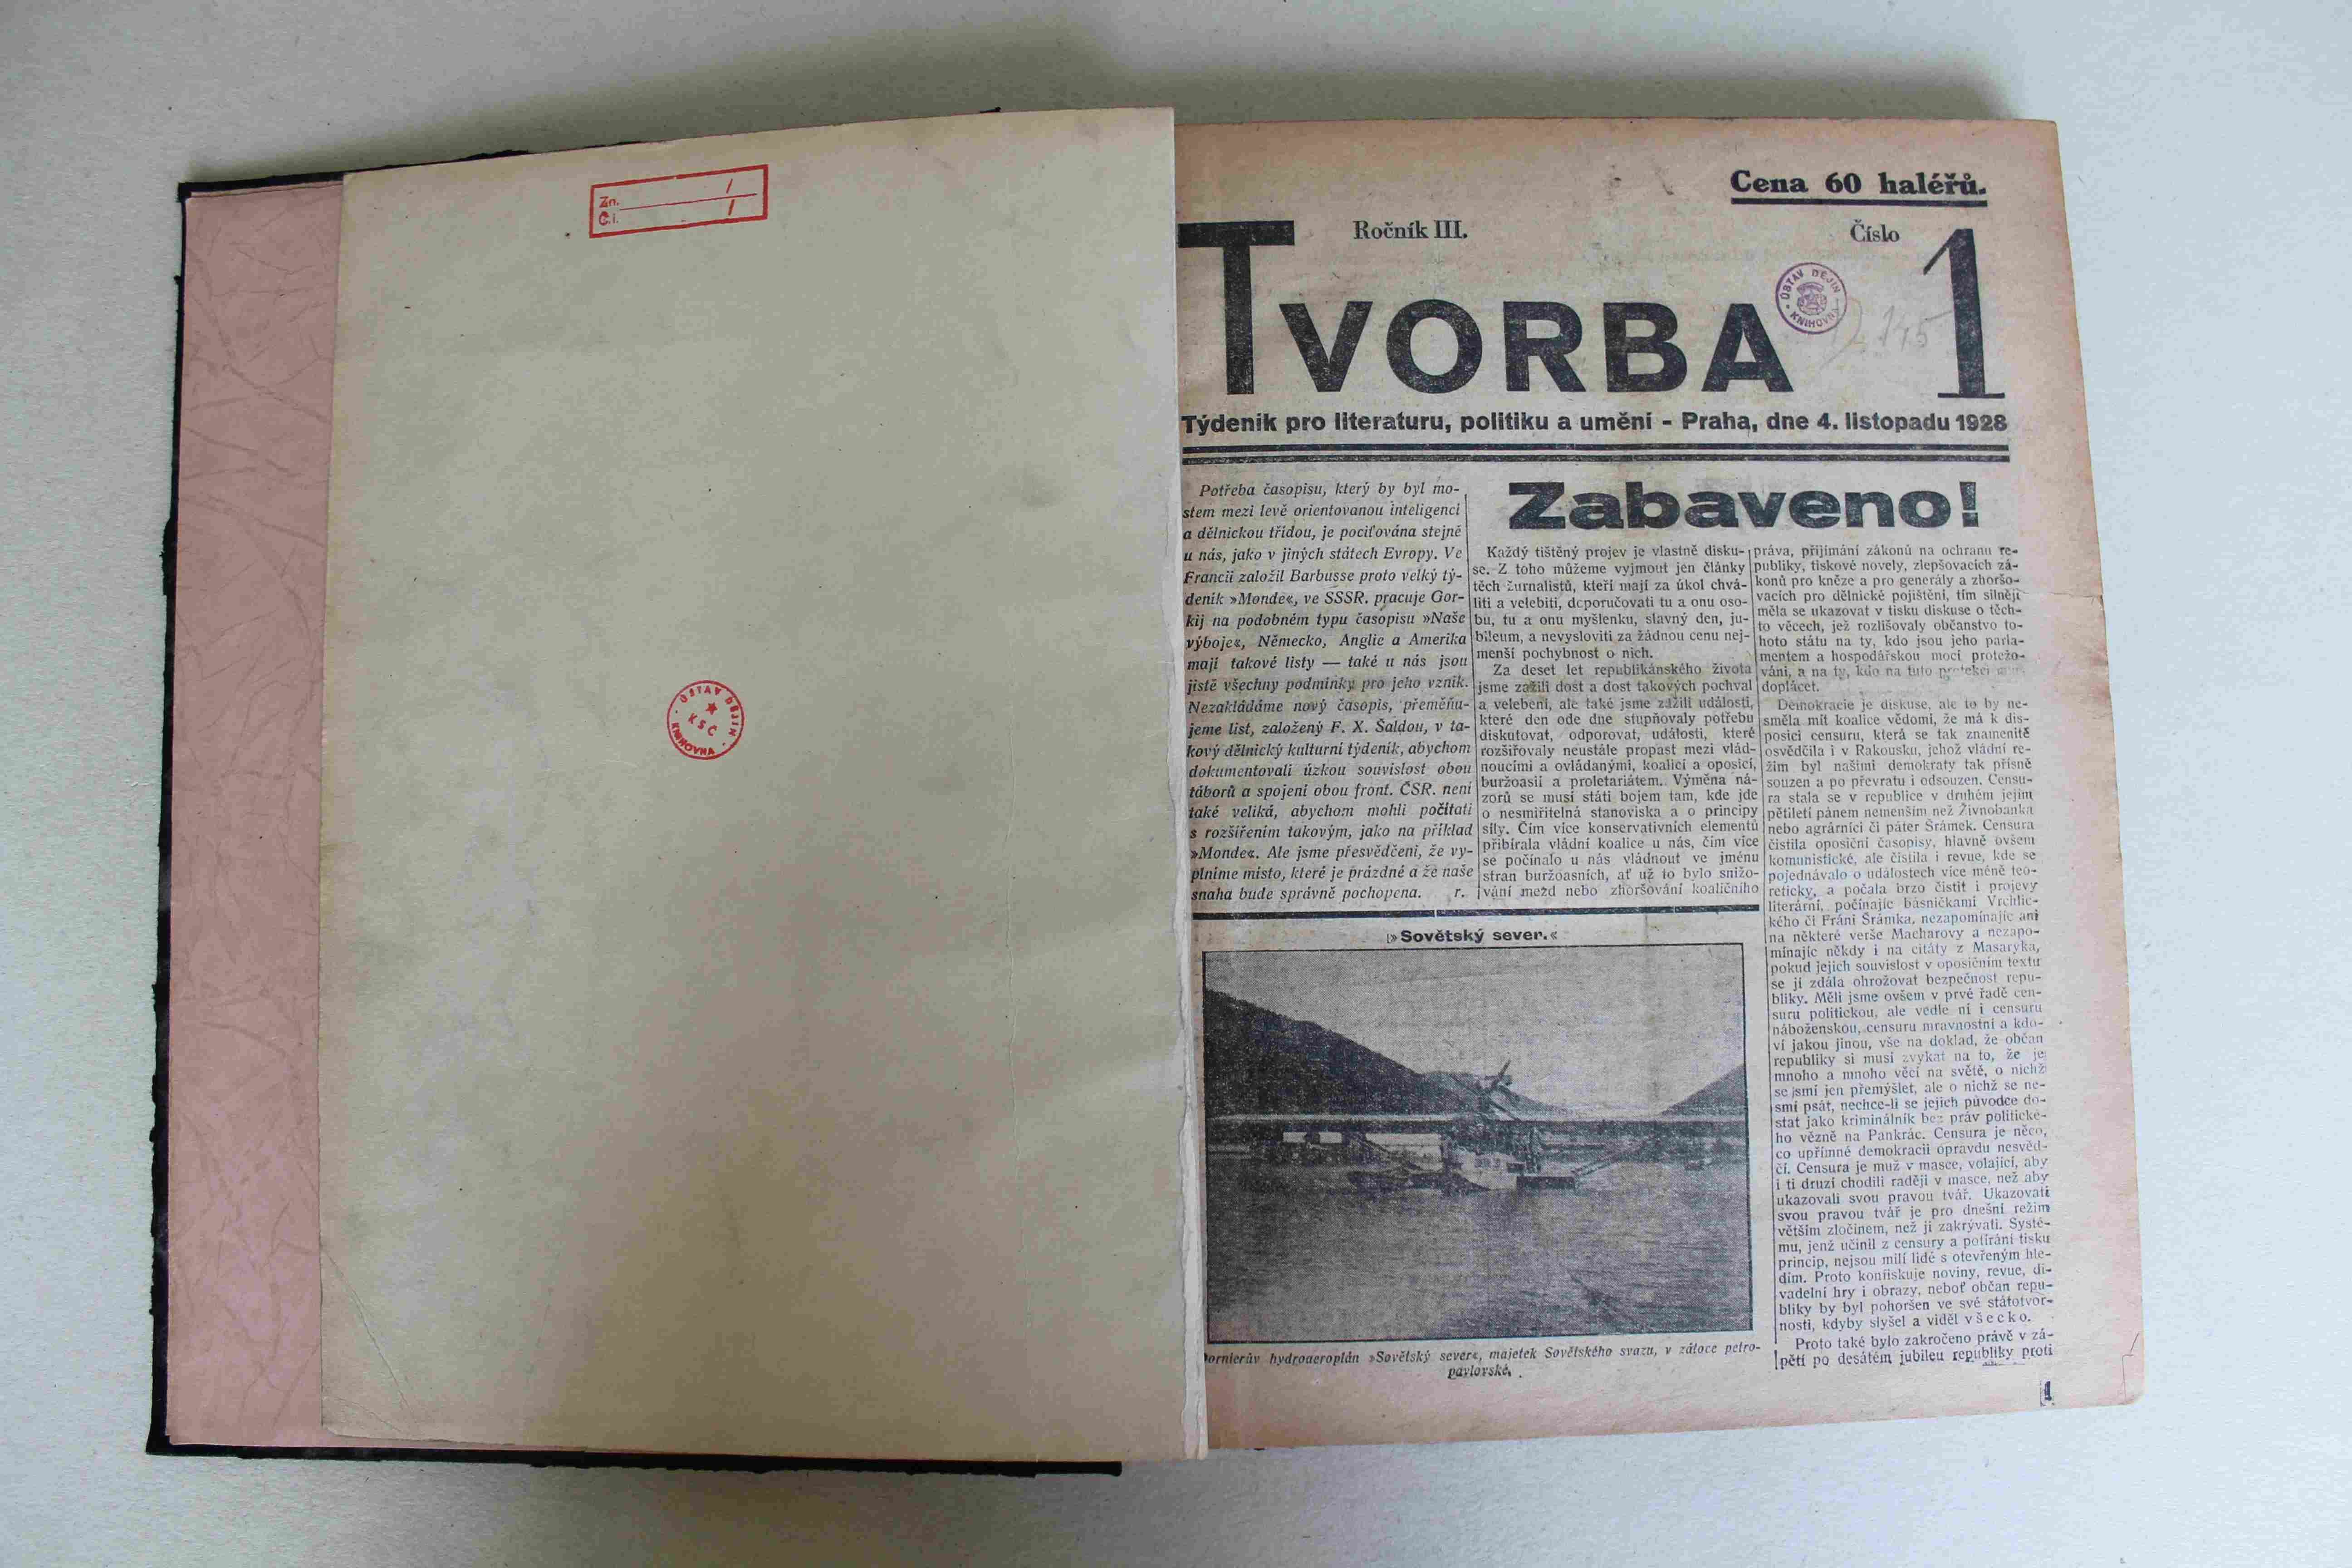 Zn. 1
Č.i. 1
ÚSTAV DĚJIN
KSČ
KNIHOVNA
Cena 60 haléřů.
Ročník III.
Číslo
TVORBA 1
ÚSTAV DĚJIN
KNIHOVNA
145
Týdenik pro literaturu, politiku a uměni - Praha, dne 4. listopadu 1928
Potřeba časopisu, který by byl mo-
stem mezi levě orientovanou inteligencí
a dělnickou třídou, je pociťována stejně
u nás, jako v jiných státech Evropy. Ve
Francii založil Barbusse proto velký tý-
deník »Monde«, ve SSSR. pracuje Gor-
kij na podobném typu časopisu »Naše
výboje«, Německo, Anglie a Amerika
mají takové listy — také u nás jsou
jistě všechny podmínky pro jeho vznik.
Nezakládáme nový časopis, přeměňu-
jeme list, založený F. X. Šaldou, v ta-
kový dělnický kulturní týdeník, abychom
dokumentovali úzkou souvislost obou
táborů a spojení obou front. ČSR. není
také veliká, abychom mohli počítati
s rozšířením takovým, jako na příklad
»Monde«. Ale jsme přesvědčeni, že vy-
plníme místo, které je prázdné a že naše
snaha bude správně pochopena. r.
Zabaveno!
Každý tištěný projev je vlastně disku-
se. Z toho můžeme vyjmout jen články
těch žurnalistů, kteří mají za úkol chvá-
liti a velebiti, doporučovati tu a onu oso-
bu, tu a onu myšlenku, slavný den, ju-
bileum, a nevysloviti za žádnou cenu nej-
menší pochybnost o nich.
Za deset let republikánského života
jsme zažili dost a dost takových pochval
a velebení, ale také jsme zažili události,
které den ode dne stupňovaly potřebu
diskutovat, odporovat, události, které
rozšiřovaly neustále propast mezi vlád-
noucími a ovládanými, koalicí a oposicí,
buržoasií a proletariátem. Výměna ná-
zorů se musí státi bojem tam, kde jde
o nesmiřitelná stanoviska a o principy
síly. Čím více konservativních elementů
přibírala vládní koalice u nás, čím více
se počínalo u nás vládnout ve jménu
stran buržoasních, ať už to bylo snižo-
vání mezd nebo zhoršování koaličního
práva, přijímání zákonů na ochranu re-
publiky, tiskové novely, zlepšovacích zá-
konů pro kněze a pro generály a zhoršo-
vacích pro dělnické pojištění, tím silněji
měla se ukazovat v tisku diskuse o těch-
to věcech, jež rozlišovaly občanstvo to-
hoto státu na ty, kdo jsou jeho parla-
mentem a hospodářskou mocí protežo-
váni, a na ty, kdo na tuto protekci
doplácet.
Demokracie je diskuse, ale to by ne-
směla mít koalice vědomí, že má k dis-
posici censuru, která se tak znamenitě
osvědčila i v Rakousku, jehož vládní re-
žim byl našimi demokraty tak přísně
souzen a po převratu i odsouzen. Censu-
ra stala se v republice v druhém jejím
pětiletí pánem nemenším než Živnobanka
nebo agrárníci či páter Šrámek. Censura
čistila oposiční časopisy, hlavně ovšem
komunistické, ale čistila i revue, kde se
pojednávalo o událostech více méně teo-
reticky, a počala brzo čistit i projevy
literární, počínajíc básničkami Vrchlic-
kého či Fráni Šrámka, nezapomínajíc ani
na některé verše Macharovy a nezapo-
mínajíc někdy i na citáty z Masaryka,
pokud jejich souvislost v oposičním textu
se jí zdála ohrožovat bezpečnost repu-
bliky. Měli jsme ovšem v prvé řadě cen-
suru politickou, ale vedle ní i censuru
náboženskou, censuru mravnostní a kdo-
ví jakou jinou, vše na doklad, že občan
republiky si musí zvykat na to, že je
mnoho a mnoho věcí na světě, o nichž
se smí jen přemýšlet, ale o nichž se ne-
smí psát, nechce-li se jejich původce do-
stat jako kriminálník bez práv politické-
ho vězně na Pankrác. Censura je něco,
co upřímné demokracii opravdu nesvěd-
čí. Censura je muž v masce, volající, aby
i ti druzí chodili raději v masce, než aby
ukazovali svou pravou tvář. Ukazovati
svou pravou tvář je pro dnešní režim
větším zločinem, než ji zakrývati. Systé-
mu, jenž učinil z censury a potírání tisku
princip, nejsou milí lidé s otevřeným hle-
dím. Proto konfiskuje noviny, revue, di-
vadelní hry i obrazy, neboť občan repu-
bliky by byl pohoršen ve své státotvor-
nosti, kdyby slyšel a viděl všecko.
Proto také bylo zakročeno právě v zá-
pětí po desátém jubileu republiky proti
»Sovětský sever.«
ornierův hydroaeroplán »Sovětský sever«, majetek Sovětského svazu, v zátoce petro-
pavlovské.
1